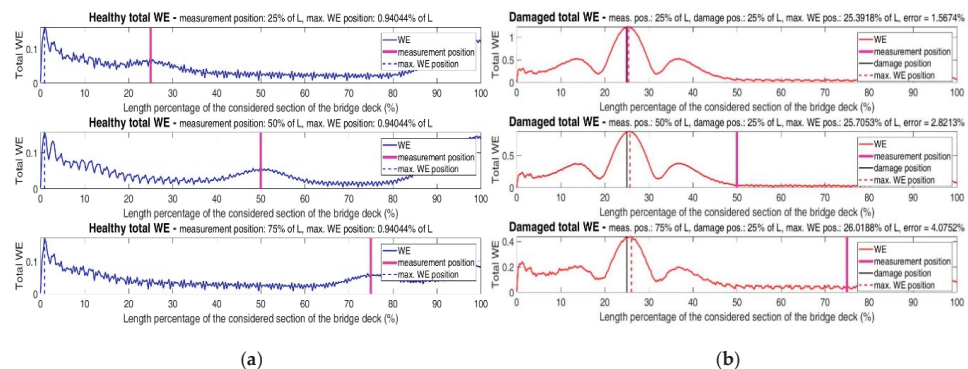 Healthy total WE - measurement position: 25% of L, max. WE position: 0.94044% of L
Total WE
0.1
0
WE
measurement position
max. WE position
0 10 20 30 40 50 60 70 80 90 100
Length percentage of the considered section of the bridge deck (%)
Healthy total WE - measurement position: 50% of L, max. WE position: 0.94044% of L
Total WE
0.1
0
WE
measurement position
max. WE position
0 10 20 30 40 50 60 70 80 90 100
Length percentage of the considered section of the bridge deck (%)
Healthy total WE - measurement position: 75% of L, max. WE position: 0.94044% of L
Total WE
0.1
0
WE
measurement position
max. WE position
0 10 20 30 40 50 60 70 80 90 100
Length percentage of the considered section of the bridge deck (%)
(a)
Damaged total WE - meas. pos.: 25% of L, damage pos.: 25% of L, max. WE pos.: 25.3918% of L, error = 1.5674%
Total WE
1
0.5
0
WE
measurement position
damage position
max. WE position
0 10 20 30 40 50 60 70 80 90 100
Length percentage of the considered section of the bridge deck (%)
Damaged total WE - meas. pos.: 50% of L, damage pos.: 25% of L, max. WE pos.: 25.7053% of L, error = 2.8213%
Total WE
0.5
0
WE
measurement position
damage position
max. WE position
0 10 20 30 40 50 60 70 80 90 100
Length percentage of the considered section of the bridge deck (%)
Damaged total WE - meas. pos.: 75% of L, damage pos.: 25% of L, max. WE pos.: 26.0188% of L, error = 4.0752%
Total WE
0.4
0.2
0
WE
measurement position
damage position
max. WE position
0 10 20 30 40 50 60 70 80 90 100
Length percentage of the considered section of the bridge deck (%)
(b)